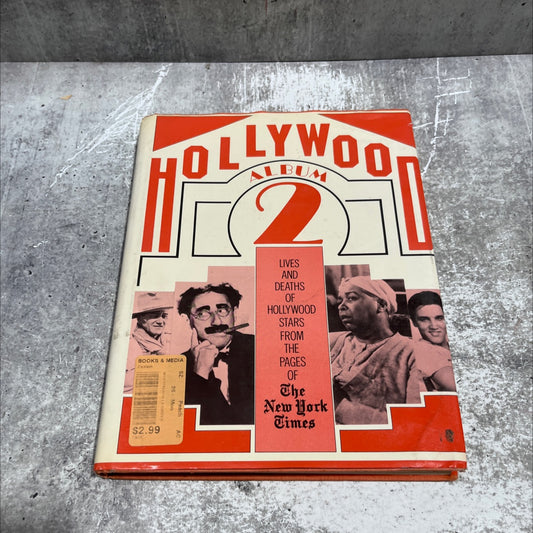 HOLLYWOOD
ALBUM
2
LIVES
AND
DEATHS
OF
HOLLYWOOD
STARS
FROM
THE
PAGES
OF
The
New York
Times
BOOKS & MEDIA
$2.99